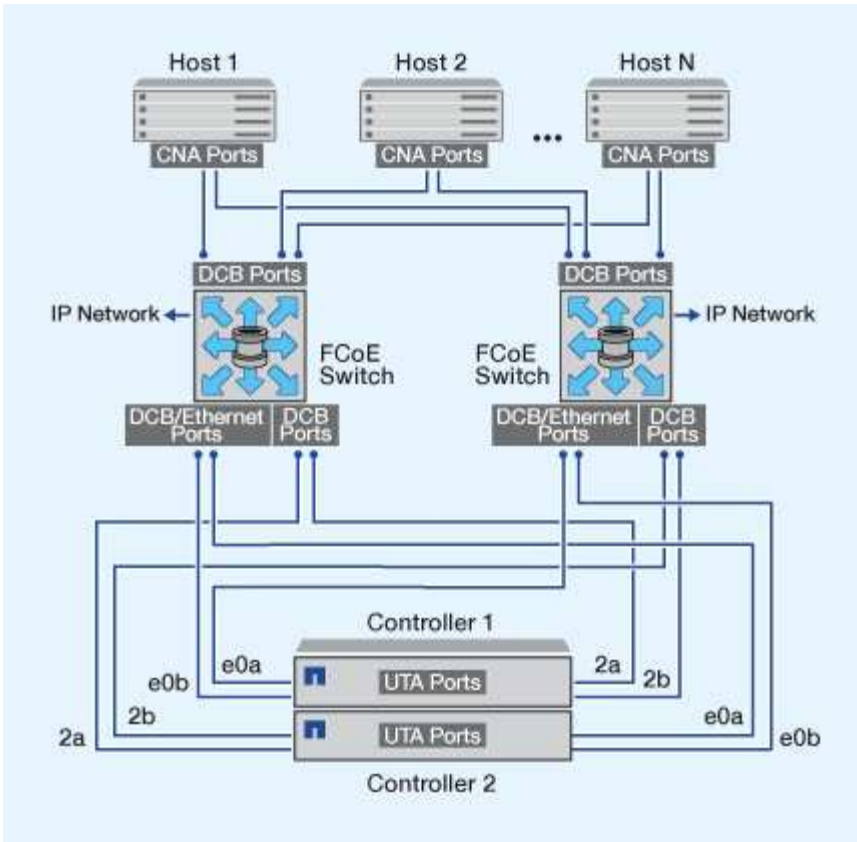 Host 1
Host 2
Host N
CNA Ports
CNA Ports
...
CNA Ports
DCB Ports
DCB Ports
IP Network
IP Network
FCoE
Switch
FCoE
Switch
DCB/Ethernet
Ports
DCB
Ports
DCB/Ethernet
Ports
DCB
Ports
Controller 1
e0a
2a
e0b
UTA Ports
2b
2b
e0a
2a
UTA Ports
e0b
Controller 2